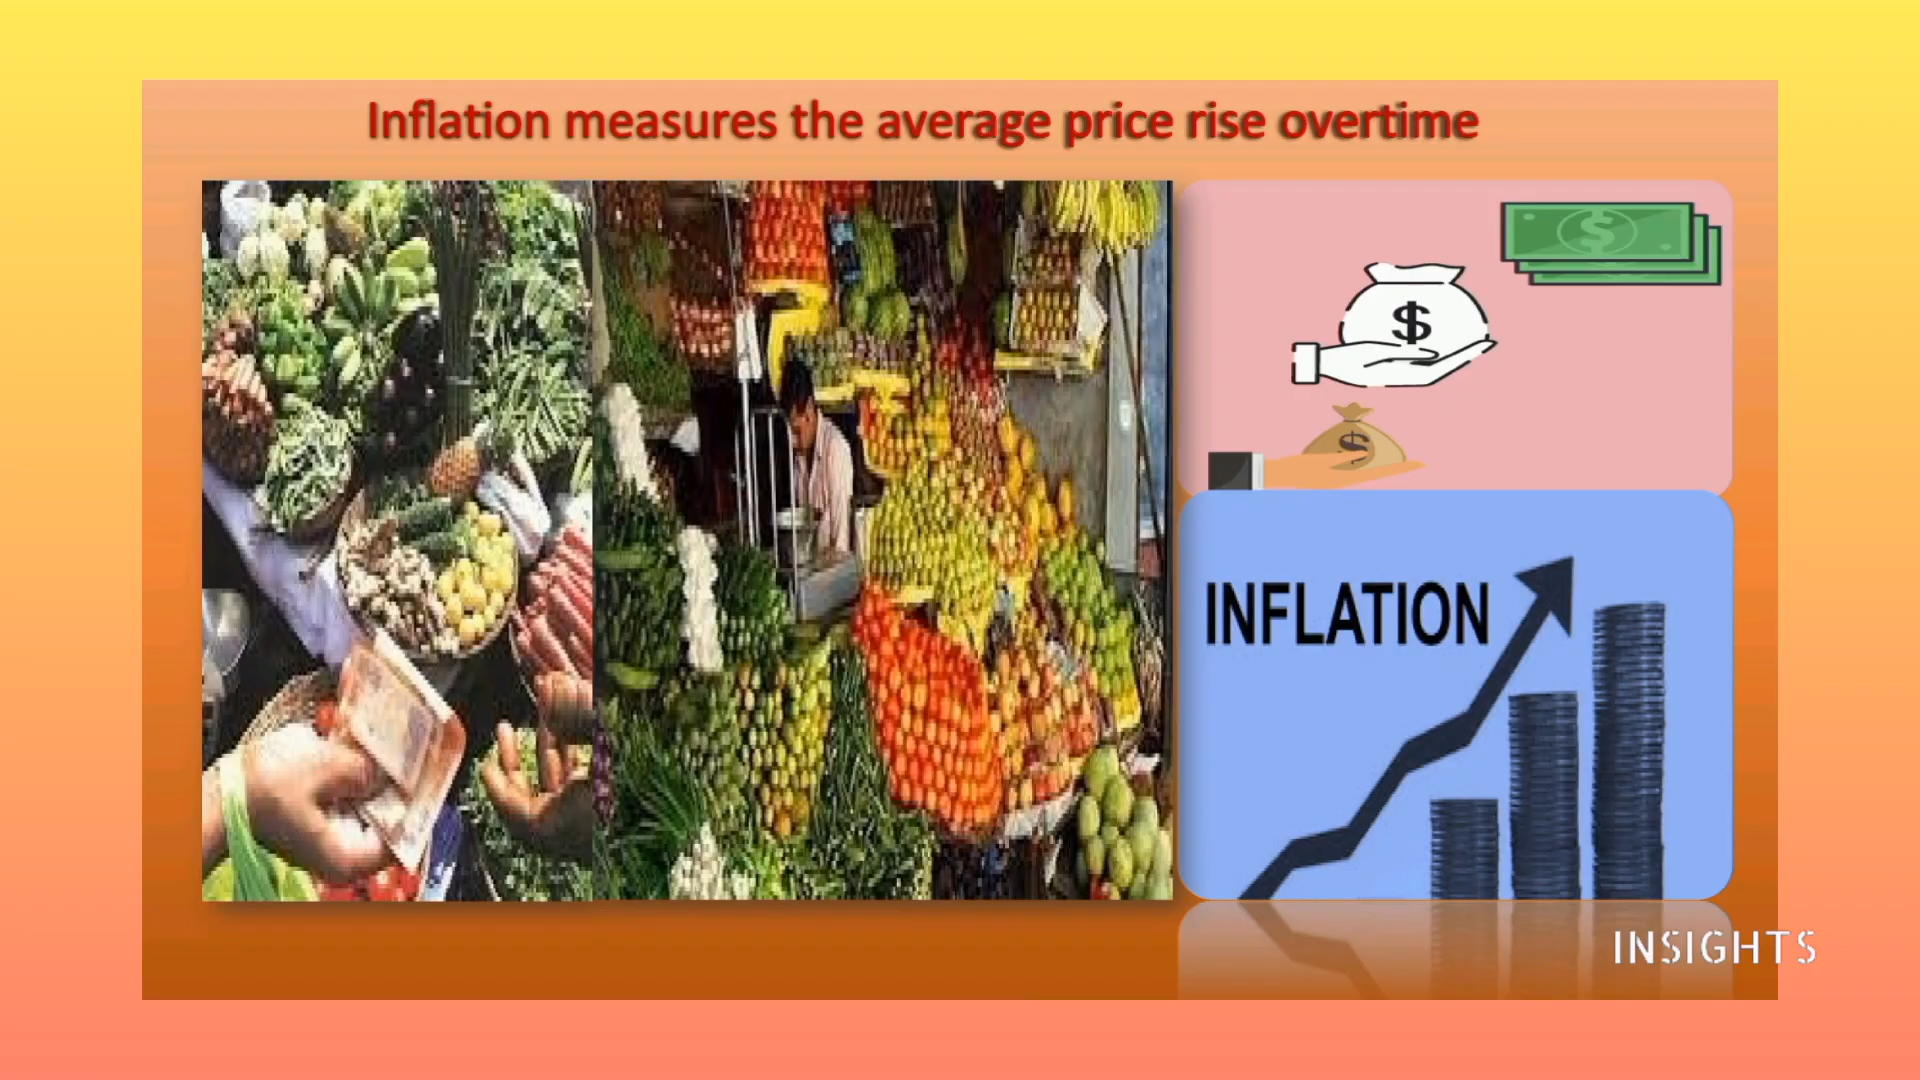 Inflation measures the average price rise overtime
$
$
$
INFLATION
INSIGHTS